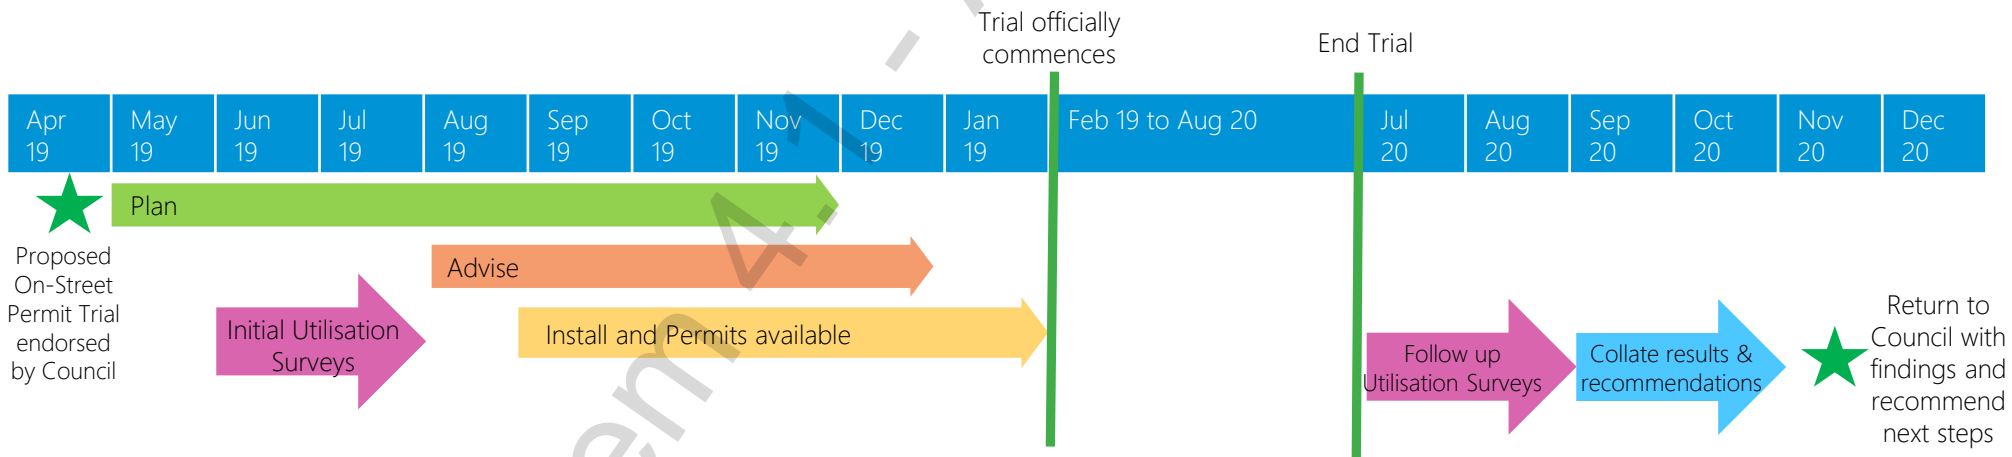 Trial officially
commences
End Trial
Apr
19
May
19
Jun
19
Jul
19
Aug
19
Sep
19
Oct
19
Nov
19
Dec
19
Jan
19
Feb 19 to Aug 20
Jul
20
Aug
20
Sep
20
Oct
20
Nov
20
Dec
20
Plan
Proposed
On-Street
Permit Trial
endorsed
by Council
Advise
Initial Utilisation
Surveys
Install and Permits available
Follow up
Utilisation Surveys
Collate results &
recommendations
Return to
Council with
findings and
recommend
next steps
em 4.1 -